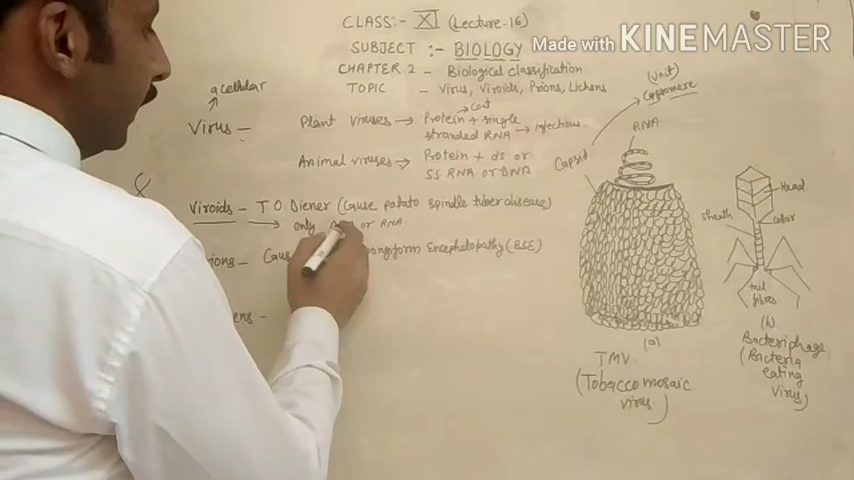 CLASS:- XI (Lecture-16)
SUBJECT :- BIOLOGY
Made with KINEMASTER
CHAPTER 2 - Biological classification
TOPIC - Virus, Viroids, Prions, Lichens
acellular
Virus -
Plant Viruses → Protein + single
coat
stranded RNA → infectious
Animal viruses → Protein + ds or
SS RNA or DNA
Viroids - T O. Diener (Cause potato spindle tuber disease)
→ only or RNA
Encephalopathy (BSE)
(Unit)
Capsomere
RNA
Capsid
(a)
TMV
(Tobacco mosaic
virus)
Head
Collar
sheath
tail
fibres
(b)
Bacteriphage
(Bacteria
eating
Virus)